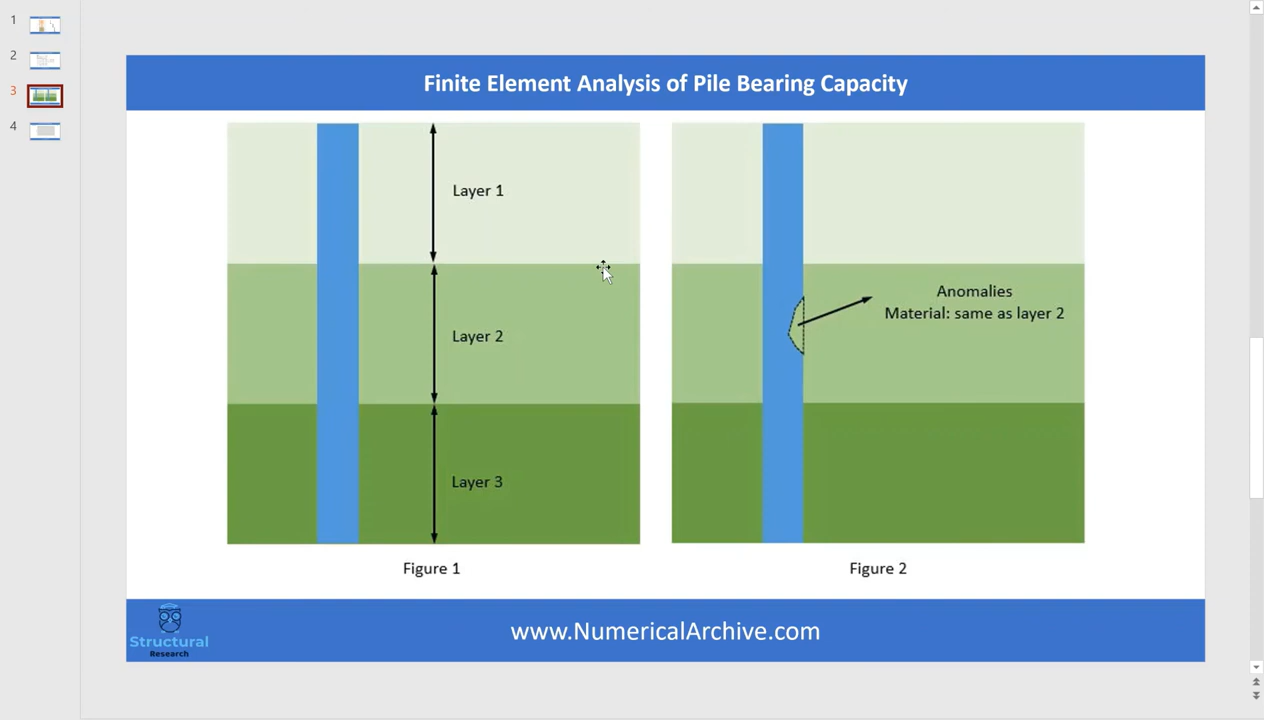 1
2
3
4
Finite Element Analysis of Pile Bearing Capacity
Layer 1
Layer 2
Layer 3
Figure 1
Anomalies
Material: same as layer 2
Figure 2
Structural
Research
www.NumericalArchive.com